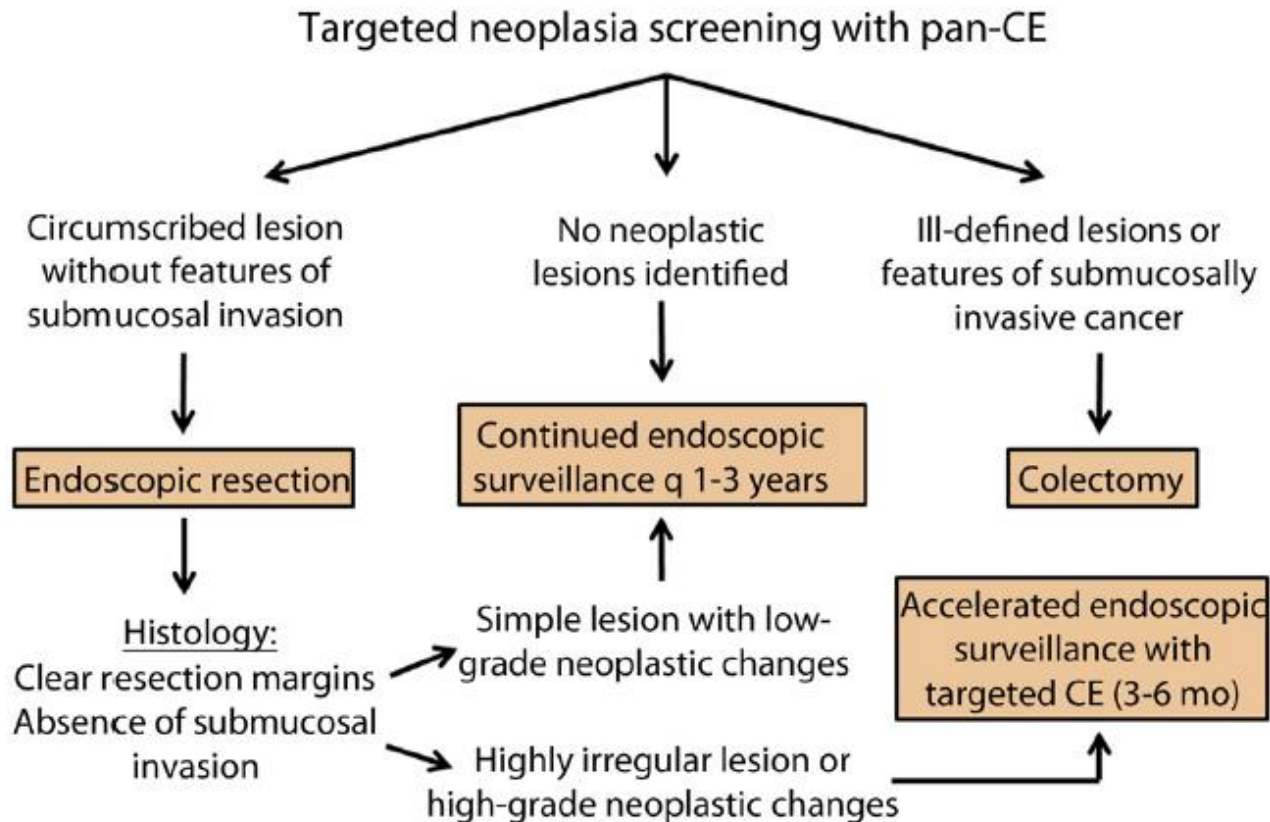 Targeted neoplasia screening with pan-CE
Circumscribed lesion
without features of
submucosal invasion
No neoplastic
lesions identified
Ill-defined lesions or
features of submucosally
invasive cancer
Endoscopic resection
Continued endoscopic
surveillance q 1-3 years
Colectomy
Histology:
Clear resection margins
Absence of submucosal
invasion
Simple lesion with low-
grade neoplastic changes
Accelerated endoscopic
surveillance with
targeted CE (3-6 mo)
Highly irregular lesion or
high-grade neoplastic changes